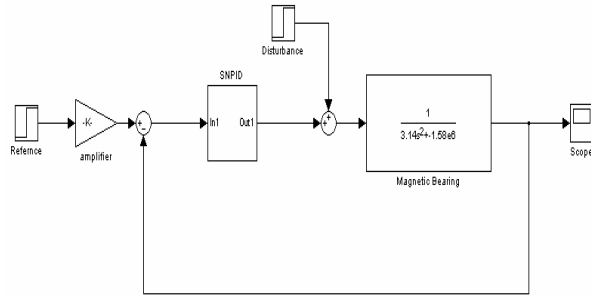 Disturbance
SNPID
-K-
In1
Out1
1
3.14s2+-1.58e6
Refernce
amplifier
Magnetic Bearing
Scope
+
-
+
+